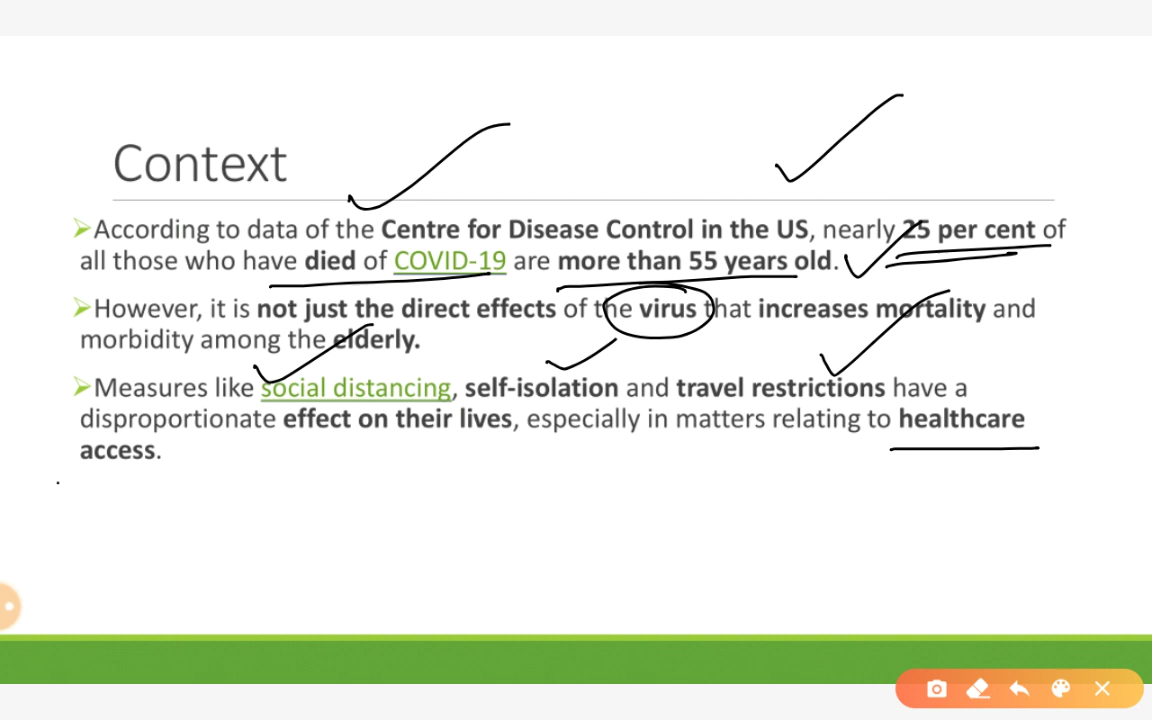 Context
According to data of the Centre for Disease Control in the US, nearly 25 per cent of
all those who have died of COVID-19 are more than 55 years old.
However, it is not just the direct effects of the virus that increases mortality and
morbidity among the elderly.
Measures like social distancing, self-isolation and travel restrictions have a
disproportionate effect on their lives, especially in matters relating to healthcare
access.